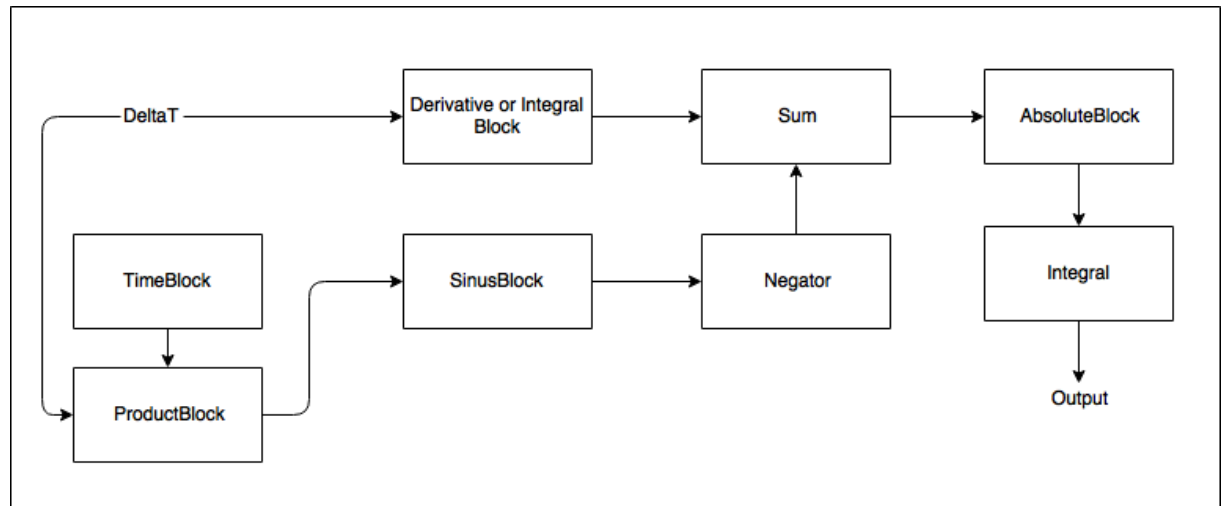 DeltaT
Derivative or Integral
Block
Sum
AbsoluteBlock
TimeBlock
SinusBlock
Negator
Integral
ProductBlock
Output